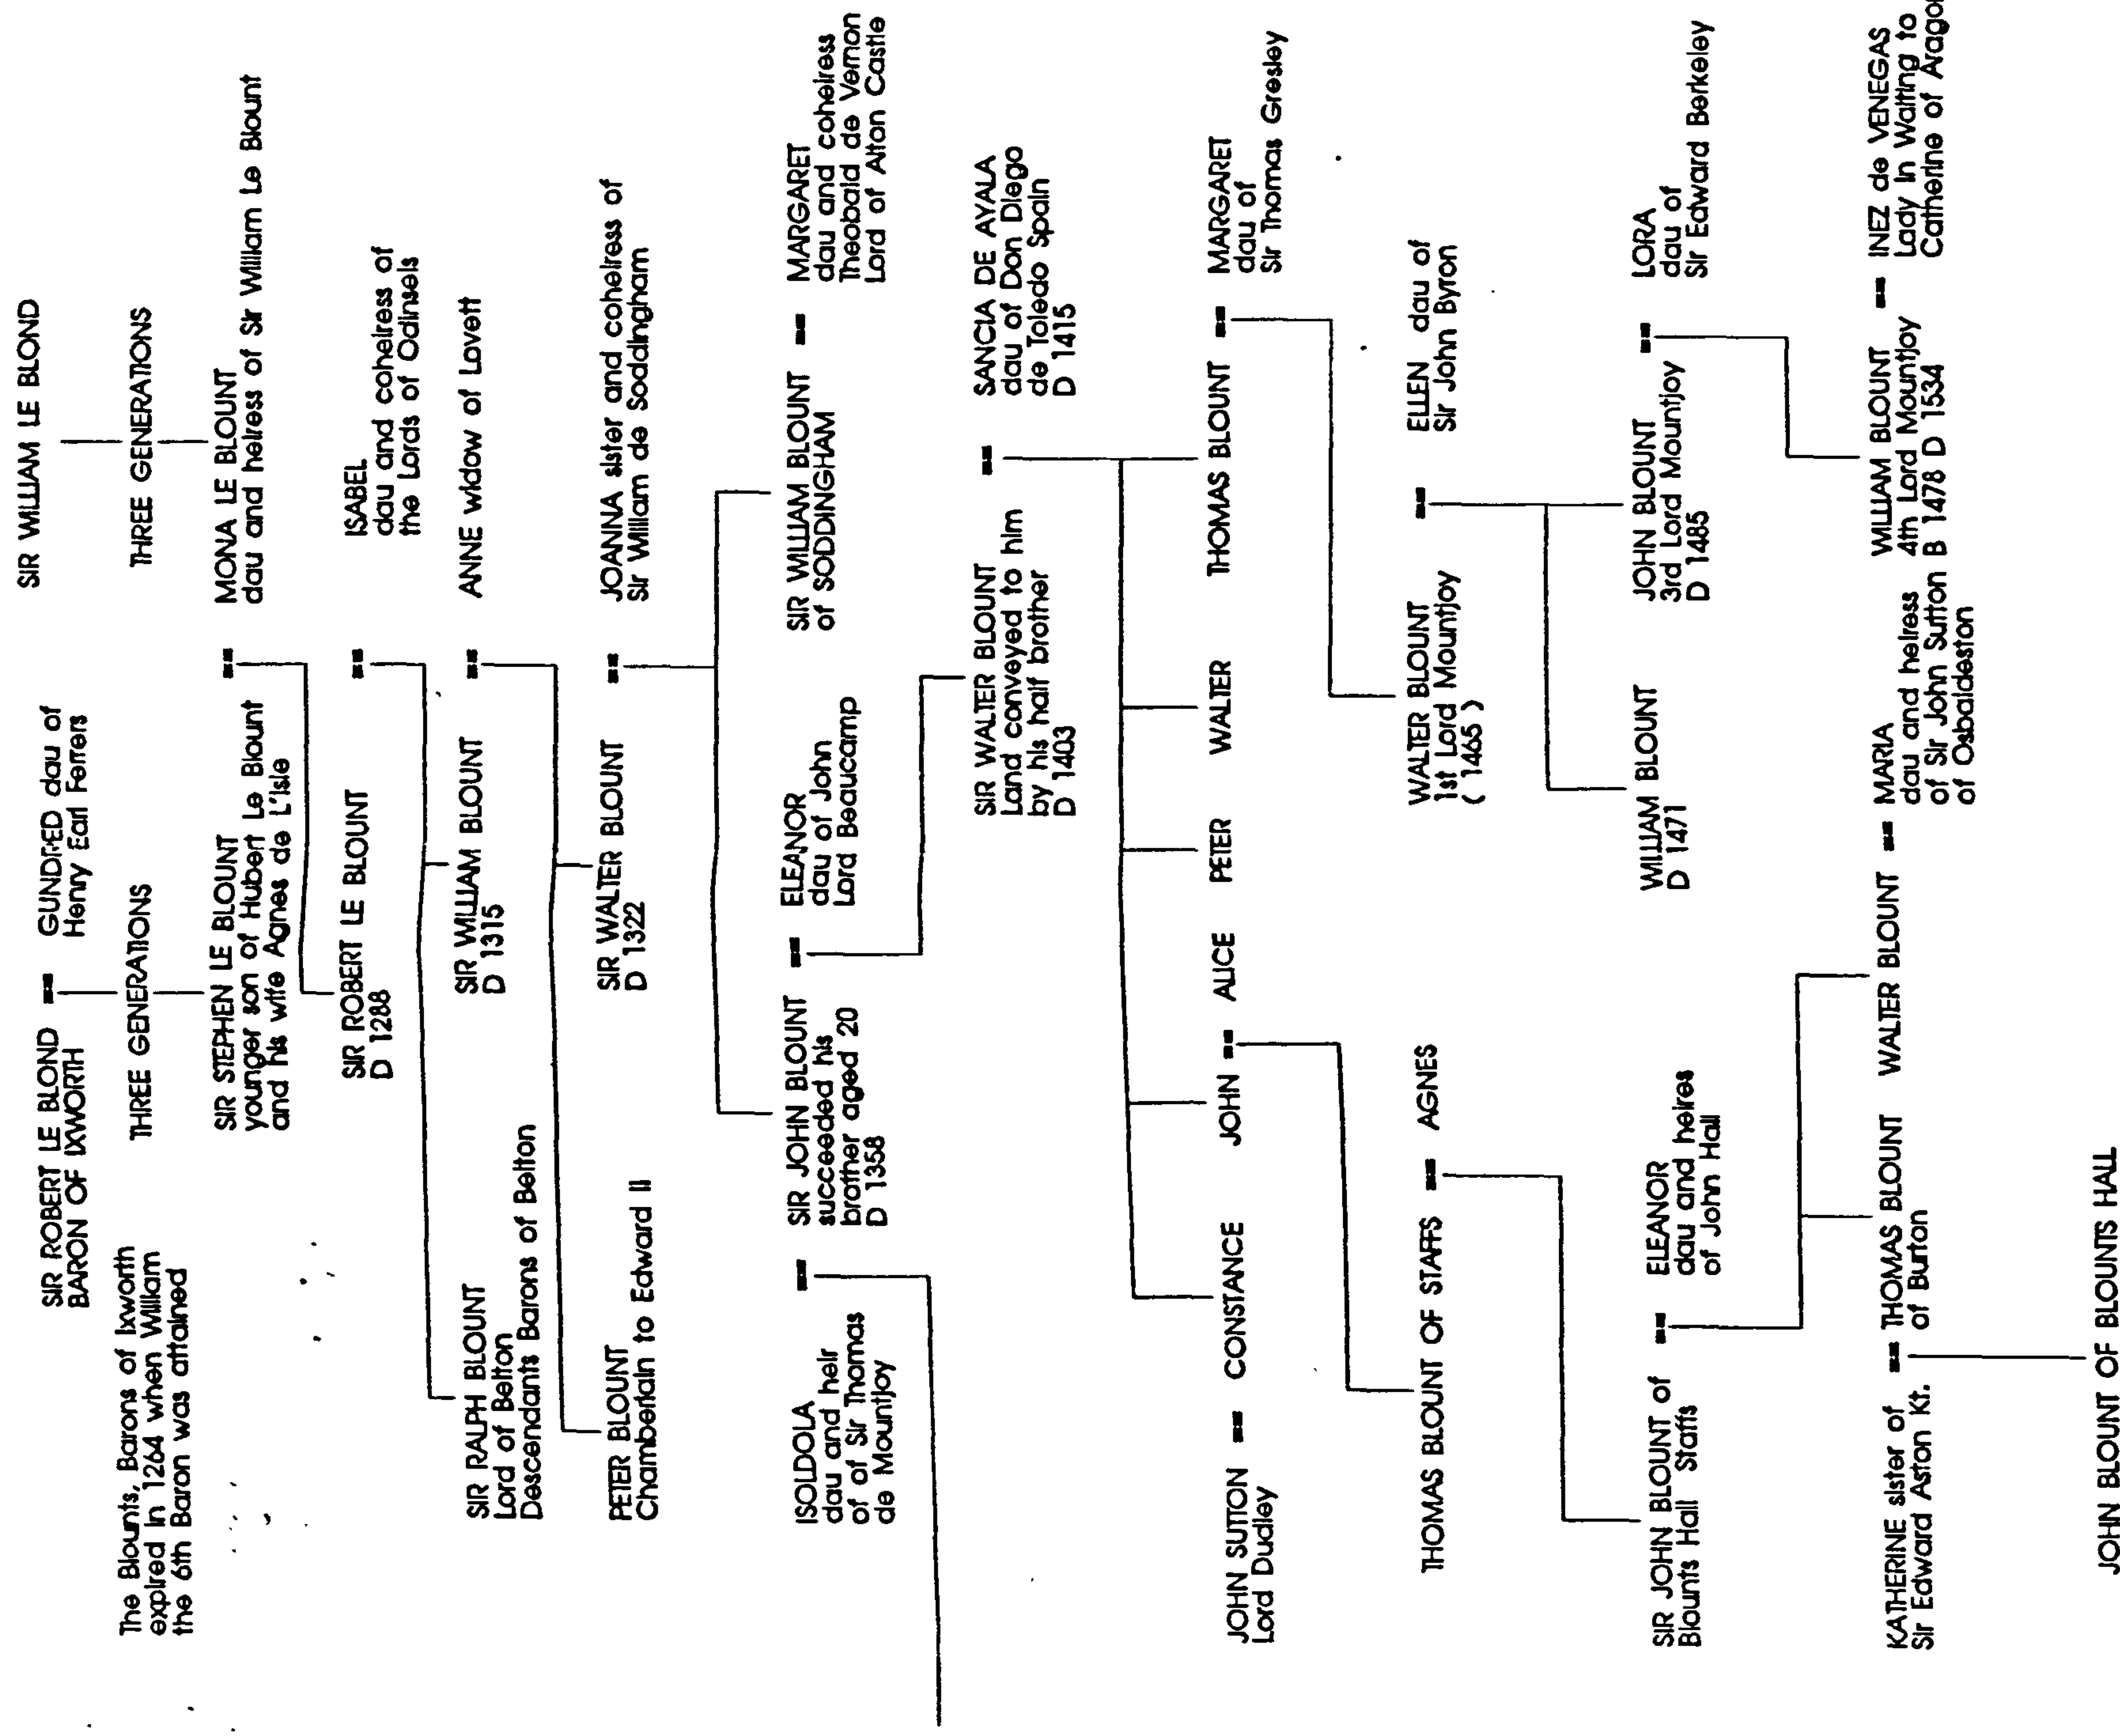 SIR WILLIAM LE BLOND
SIR ROBERT LE BLOND ==
BARON OF IXWORTH
GUNDRED dau of
Henry Earl Ferrers
The Blounts, Barons of Ixworth
expired in 1264 when William
the 6th Baron was attained
THREE GENERATIONS
THREE GENERATIONS
SIR STEPHEN LE BLOUNT
younger son of Hubert Le Blount
and his wife Agnes de L'Isle
==
MONA LE BLOUNT
dau and heiress of Sir William Le Blount
SIR ROBERT LE BLOUNT
D 1288
==
ISABEL
dau and coheiress of
the Lords of Odinsels
SIR RALPH BLOUNT
Lord of Belton
Descendants Barons of Belton
SIR WILLIAM BLOUNT
D 1315
==
ANNE widow of Lovett
PETER BLOUNT
Chamberlain to Edward II
SIR WALTER BLOUNT
D 1322
==
JOANNA sister and coheiress of
Sir William de Soddingham
ISOLDOLA
dau and heir
of of Sir Thomas
de Mountjoy
==
SIR JOHN BLOUNT
succeeded his
brother aged 20
D 1358
==
ELEANOR
dau of John
Lord Beaucamp
SIR WILLIAM BLOUNT
of SODDINGHAM
==
MARGARET
dau and coheiress
Theobald de Vernon
Lord of Alton Castle
SIR WALTER BLOUNT
Land conveyed to him
by his half brother
D 1403
==
SANCIA DE AYALA
dau of Don Diego
de Toledo Spain
D 1415
JOHN SUTTON
Lord Dudley
==
CONSTANCE
JOHN == ALICE
PETER
WALTER
THOMAS BLOUNT
==
MARGARET
dau of
Sir Thomas Gresley
THOMAS BLOUNT OF STAFFS == AGNES
WALTER BLOUNT
1st Lord Mountjoy
( 1465 )
==
ELLEN dau of
Sir John Byron
SIR JOHN BLOUNT of
Blounts Hall Staffs
==
ELEANOR
dau and heires
of John Hall
WILLIAM BLOUNT
D 1471
JOHN BLOUNT
3rd Lord Mountjoy
D 1485
==
LORA
dau of
Sir Edward Berkeley
KATHERINE sister of
Sir Edward Aston Kt.
==
THOMAS BLOUNT
of Burton
WALTER BLOUNT
==
MARIA
dau and heiress
of Sir John Sutton
of Osbaldeston
WILLIAM BLOUNT
4th Lord Mountjoy
B 1478 D 1534
==
INEZ de VENEGAS
Lady In Waiting to
Catherine of Aragon
JOHN BLOUNT OF BLOUNTS HALL